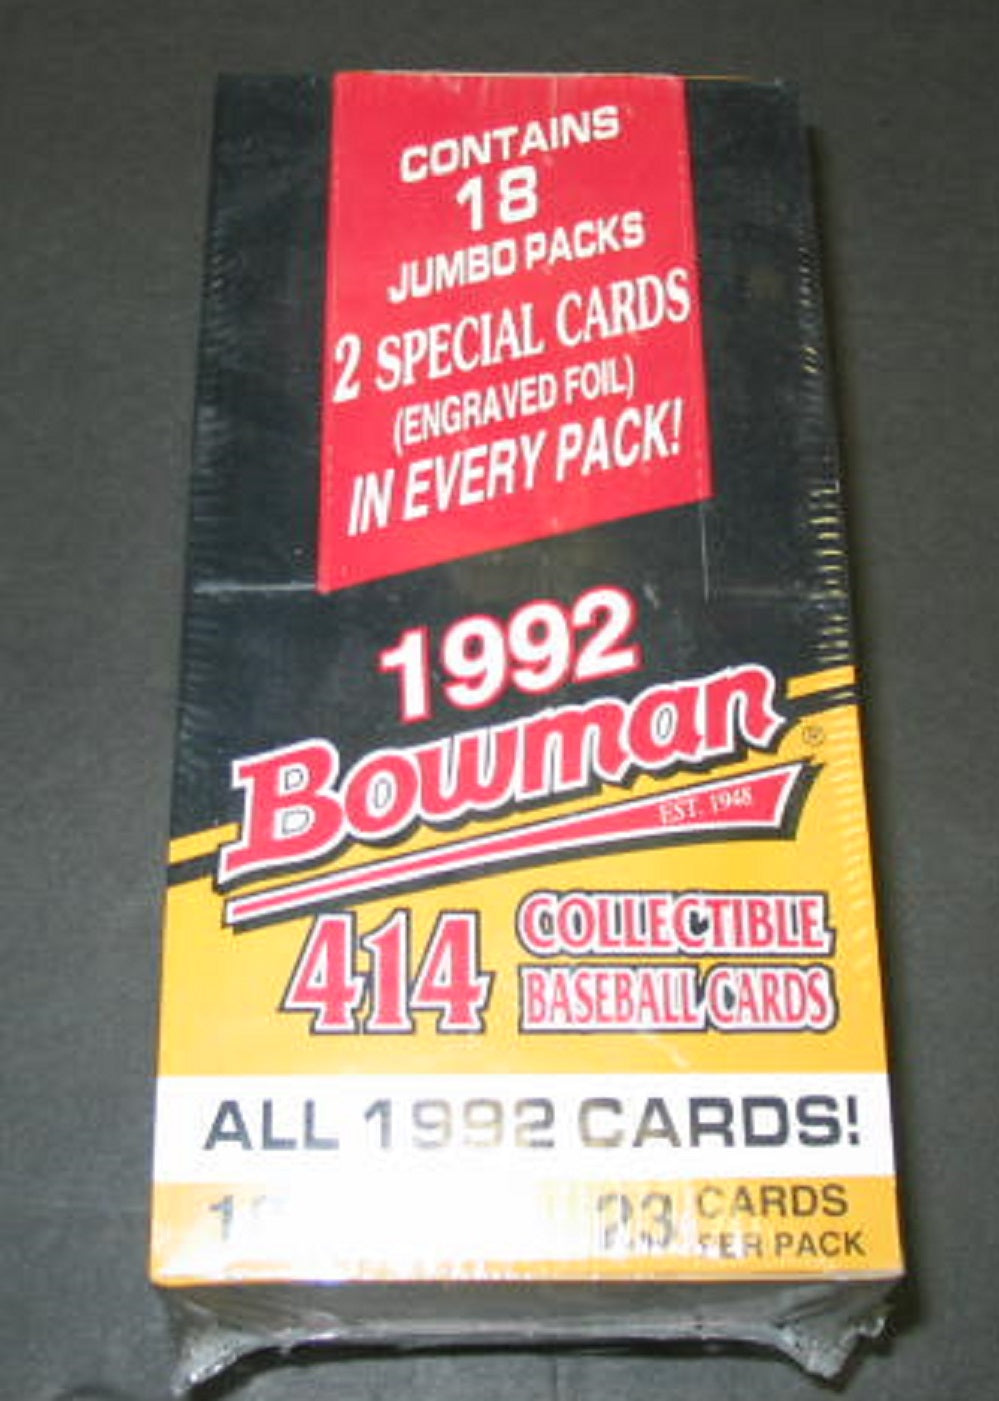 CONTAINS
18
JUMBO PACKS
2 SPECIAL CARDS
(ENGRAVED FOIL)
IN EVERY PACK!
1992
Bowman®
EST. 1948
414 COLLECTIBLE
BASEBALL CARDS
ALL 1992 CARDS!
23 CARDS
PER PACK